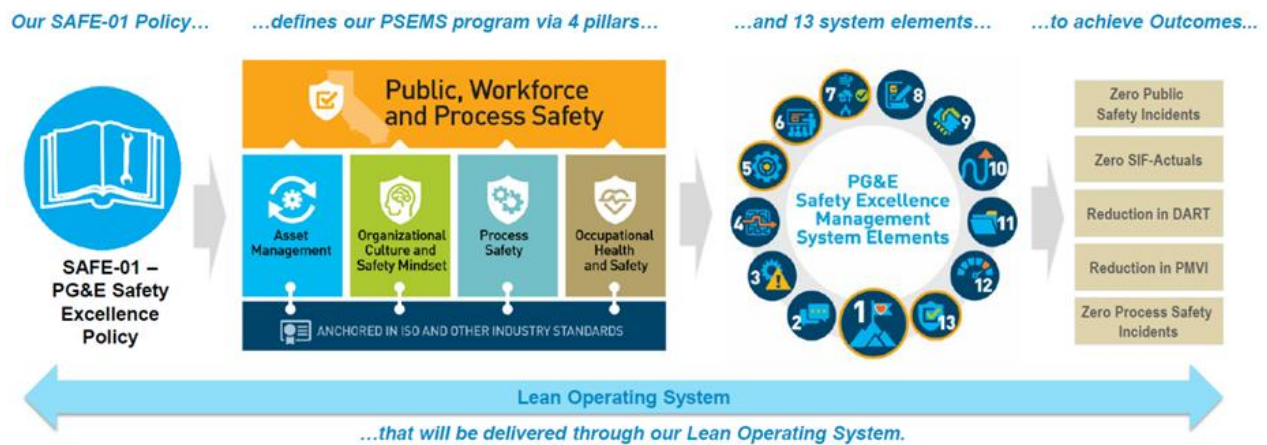 Our SAFE-01 Policy…
…defines our PSEMS program via 4 pillars…
…and 13 system elements…
…to achieve Outcomes...
SAFE-01 –
PG&E Safety
Excellence
Policy
Public, Workforce
and Process Safety
Asset
Management
Organizational
Culture and
Safety Mindset
Process
Safety
Occupational
Health
and Safety
ANCHORED IN ISO AND OTHER INDUSTRY STANDARDS
PG&E
Safety Excellence
Management
System Elements
1
2
3
4
5
6
7
8
9
10
11
12
13
Zero Public
Safety Incidents
Zero SIF-Actuals
Reduction in DART
Reduction in PMVI
Zero Process Safety
Incidents
Lean Operating System
…that will be delivered through our Lean Operating System.